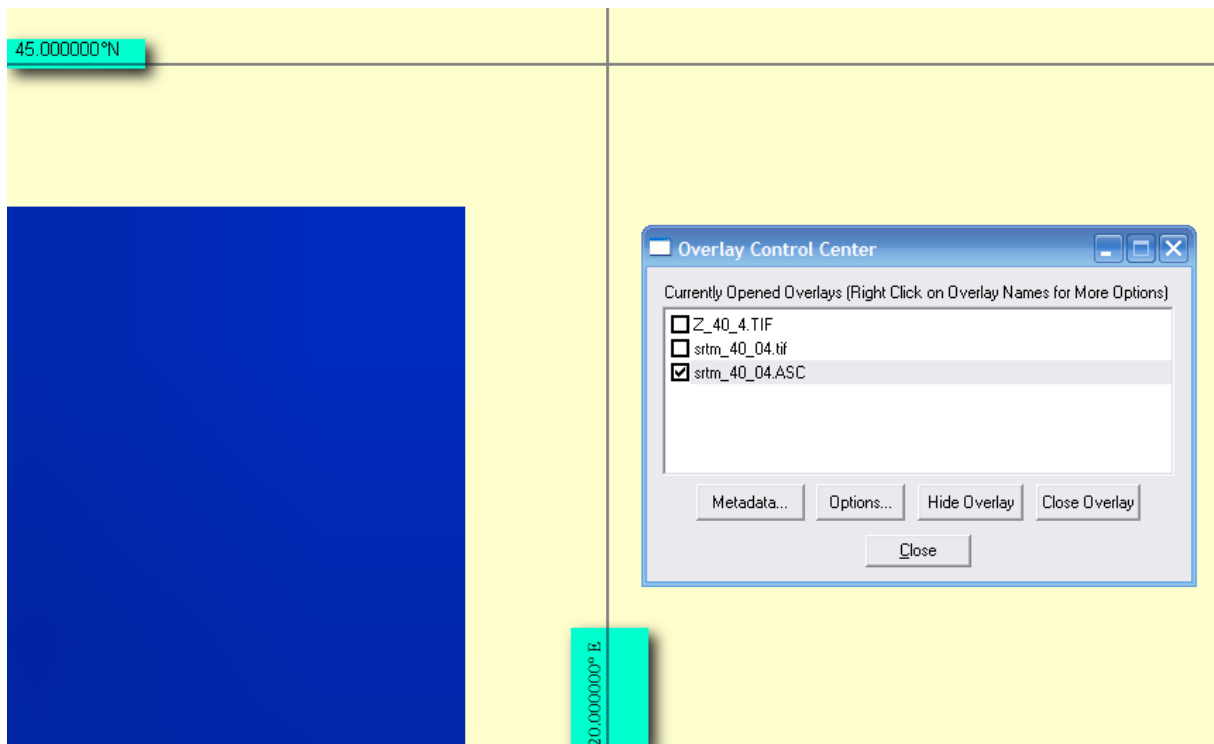 45.000000°N
Overlay Control Center
Currently Opened Overlays (Right Click on Overlay Names for More Options)
Z_40_4.TIF
srtm_40_04.tif
srtm_40_04.ASC
Metadata... Options... Hide Overlay Close Overlay
Close
20.000000° E